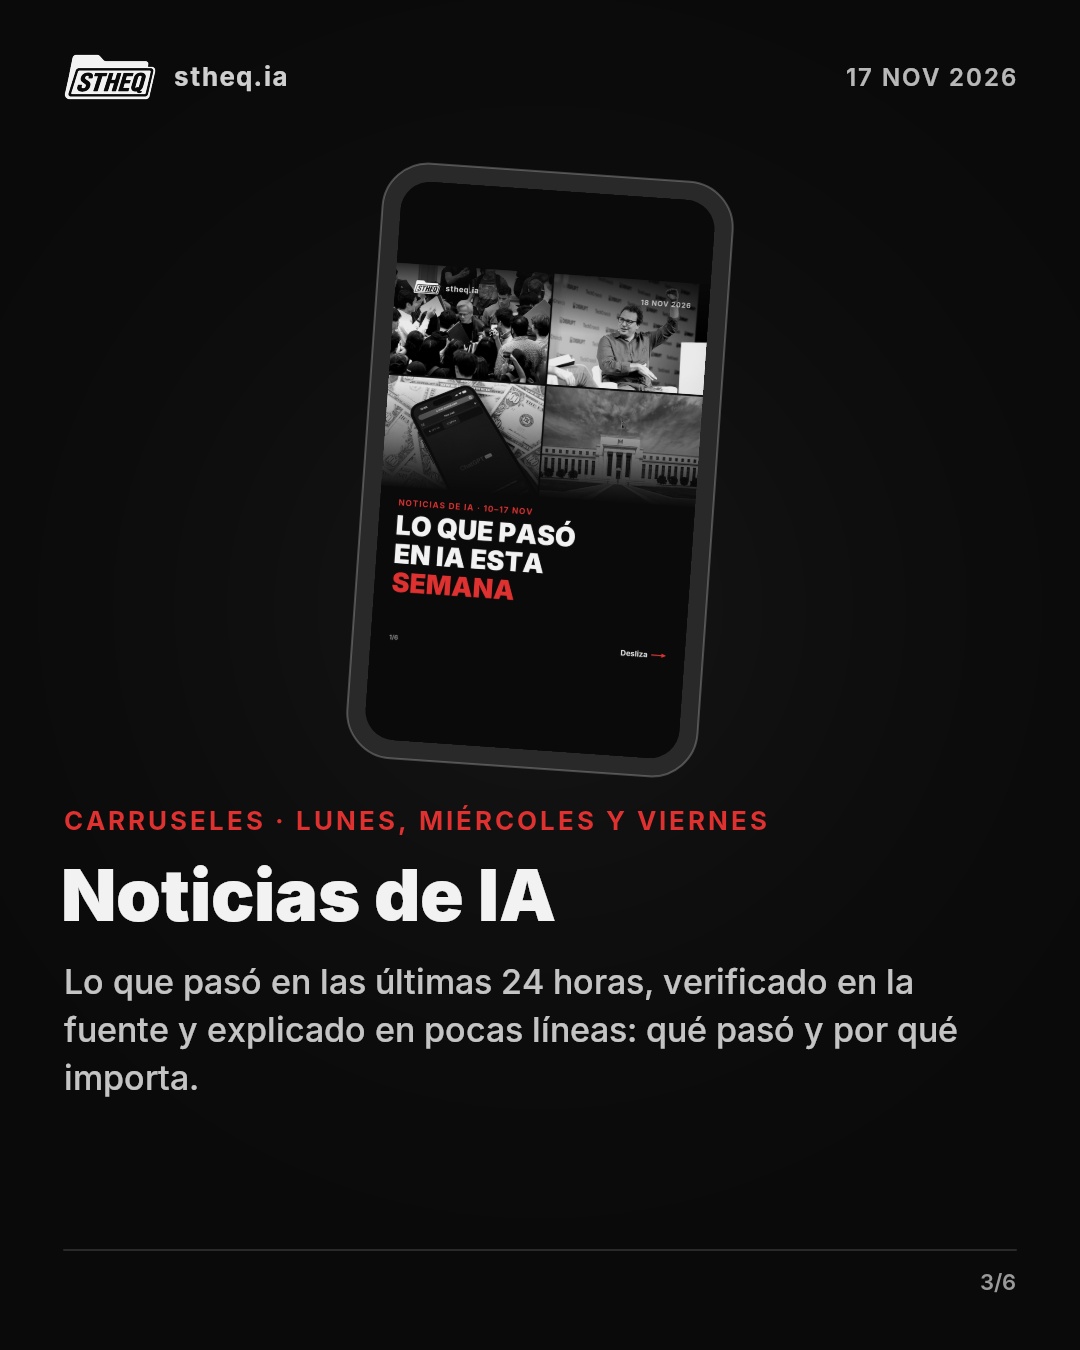 STHEQ stheq.ia
17 NOV 2026
STHEQ stheq.ia
18 NOV 2026
NOTICIAS DE IA · 10–17 NOV
LO QUE PASÓ
EN IA ESTA
SEMANA
1/6
Desliza
CARRUSELES · LUNES, MIÉRCOLES Y VIERNES
Noticias de IA
Lo que pasó en las últimas 24 horas, verificado en la
fuente y explicado en pocas líneas: qué pasó y por qué
importa.
3/6